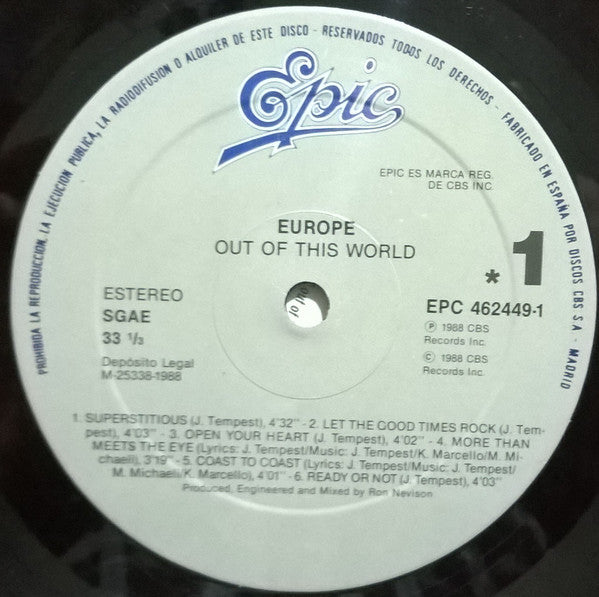 PROHIBIDA LA REPRODUCCION, LA EJECUCION PUBLICA, LA RADIODIFUSION O ALQUILER DE ESTE DISCO - RESERVADOS TODOS LOS DERECHOS - FABRICADO EN ESPAÑA POR DISCOS CBS S.A - MADRID
Epic
EPIC ES MARCA REG.
DE CBS INC.
EUROPE
OUT OF THIS WORLD
* 1
ESTEREO
SGAE
33 1/3
Depósito Legal
M-25338-1988
EPC 462449-1
Ⓟ 1988 CBS
Records Inc.
© 1988 CBS
Records Inc.
1. SUPERSTITIOUS (J. Tempest), 4'32" - 2. LET THE GOOD TIMES ROCK (J. Tem-
pest), 4'03" - 3. OPEN YOUR HEART (J. Tempest), 4'02" - 4. MORE THAN
MEETS THE EYE (Lyrics: J. Tempest/Music: J. Tempest/K. Marcello/M. Mi-
chaeli), 3'19" - 5. COAST TO COAST (Lyrics: J. Tempest/Music: J. Tempest/
M. Michaeli/K. Marcello), 4'01" - 6. READY OR NOT (J. Tempest), 4'03"
Produced, Engineered and Mixed by Ron Nevison